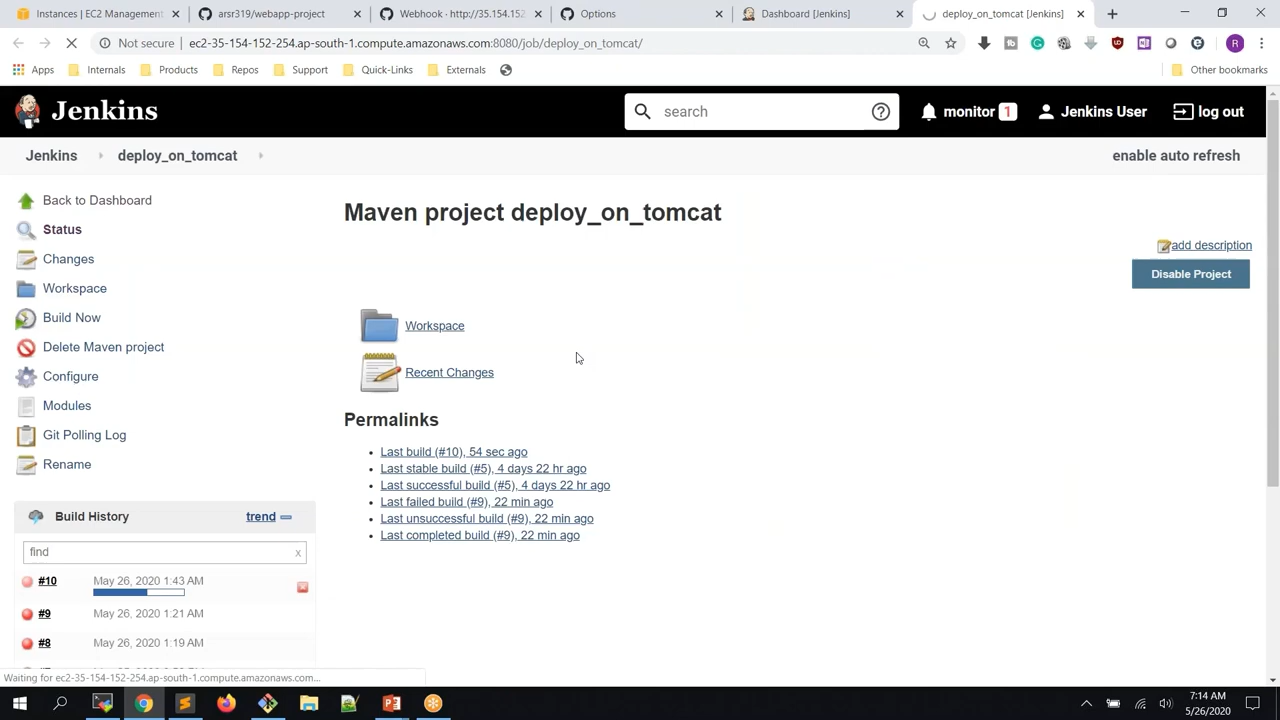 Instances | EC2 Management
arsr319/webapp-project
Webhook - http://35.154.152
Options
Dashboard [Jenkins]
deploy_on_tomcat [Jenkins]
Not secure | ec2-35-154-152-254.ap-south-1.compute.amazonaws.com:8080/job/deploy_on_tomcat/
R
Apps
Internals
Products
Repos
Support
Quick-Links
Externals
Other bookmarks
Jenkins
search
monitor 1
Jenkins User
log out
Jenkins
deploy_on_tomcat
enable auto refresh
Back to Dashboard
Status
Changes
Workspace
Build Now
Delete Maven project
Configure
Modules
Git Polling Log
Rename
Maven project deploy_on_tomcat
add description
Disable Project
Workspace
Recent Changes
Permalinks
Last build (#10), 54 sec ago
Last stable build (#5), 4 days 22 hr ago
Last successful build (#5), 4 days 22 hr ago
Last failed build (#9), 22 min ago
Last unsuccessful build (#9), 22 min ago
Last completed build (#9), 22 min ago
Build History
trend
find
x
#10 May 26, 2020 1:43 AM
#9 May 26, 2020 1:21 AM
#8 May 26, 2020 1:19 AM
Waiting for ec2-35-154-152-254.ap-south-1.compute.amazonaws.com...
7:14 AM
5/26/2020